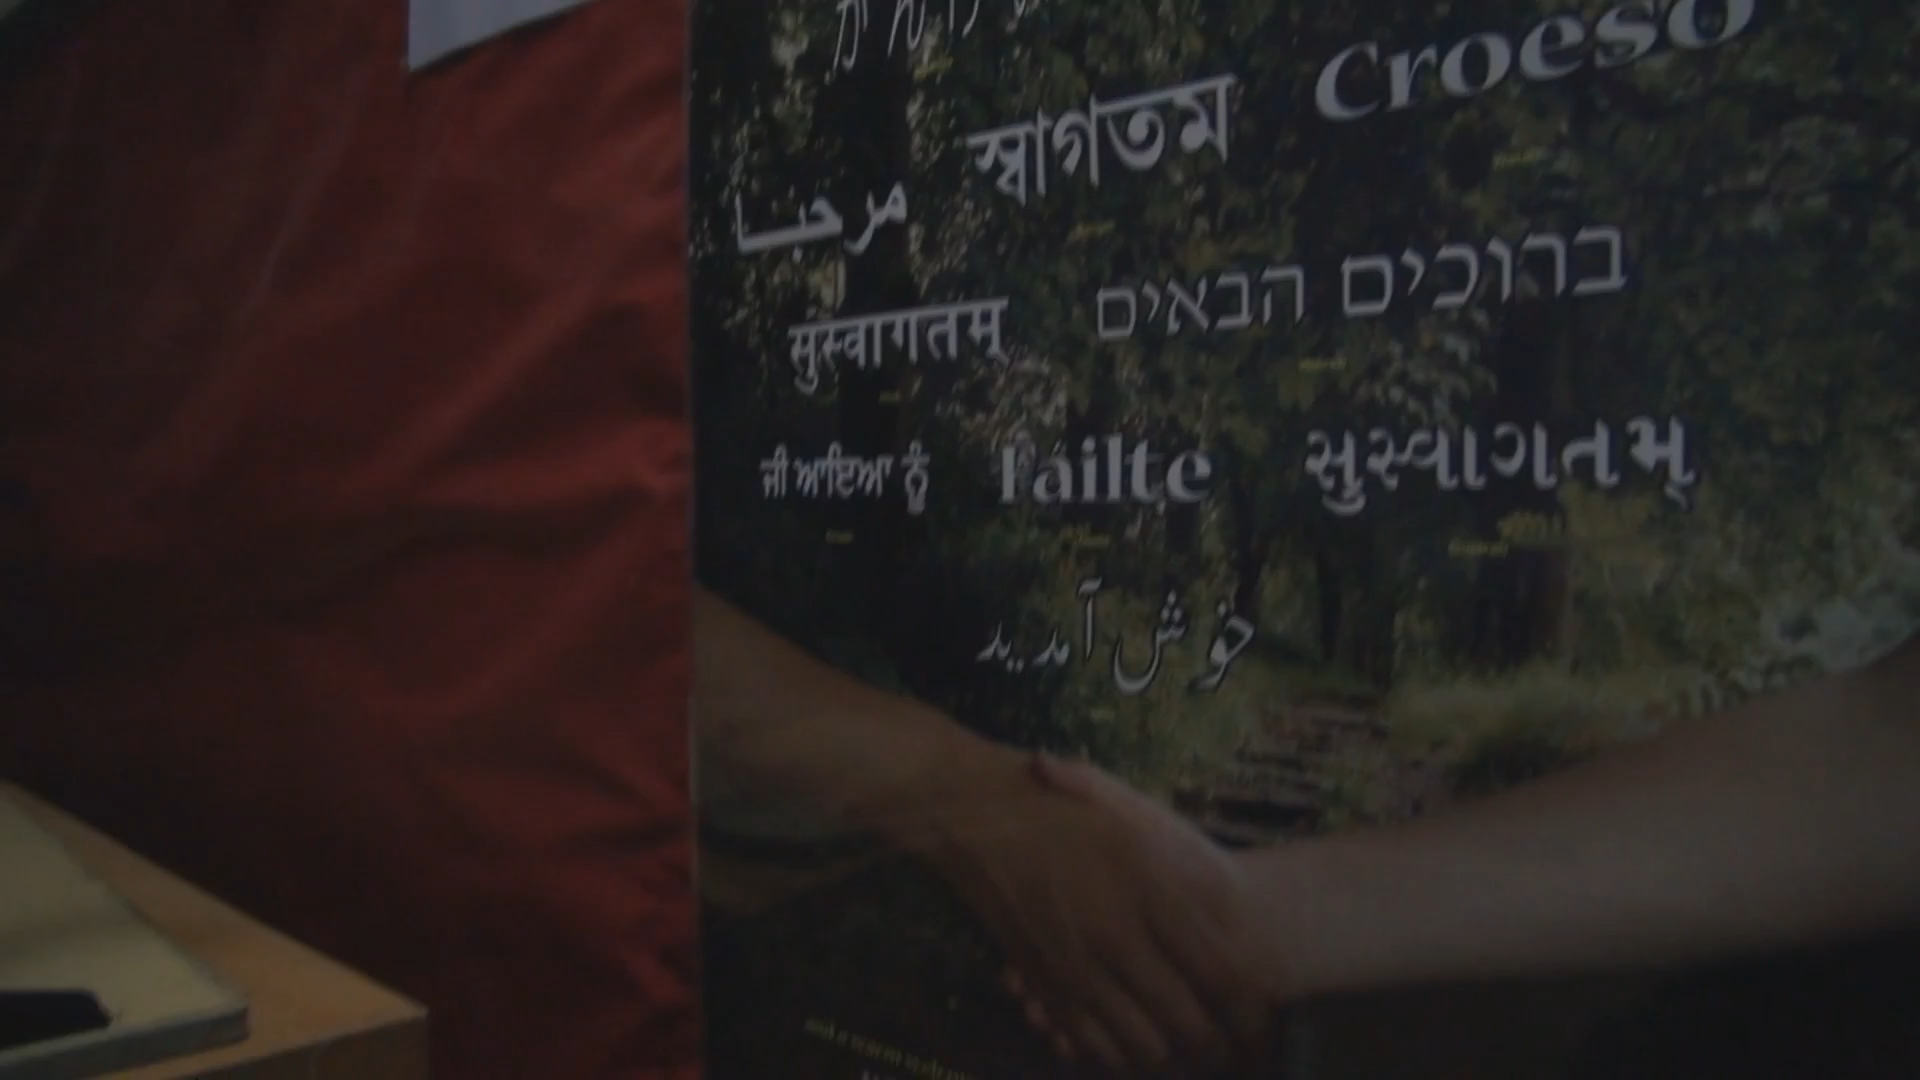 Croeso
স্বাগতম
مرحبا
ברוכים הבאים
सुस्वागतम्
ਜੀ ਆਇਆ ਨੂੰ Failte સુસ્વાગતમ્
خوش آمدید